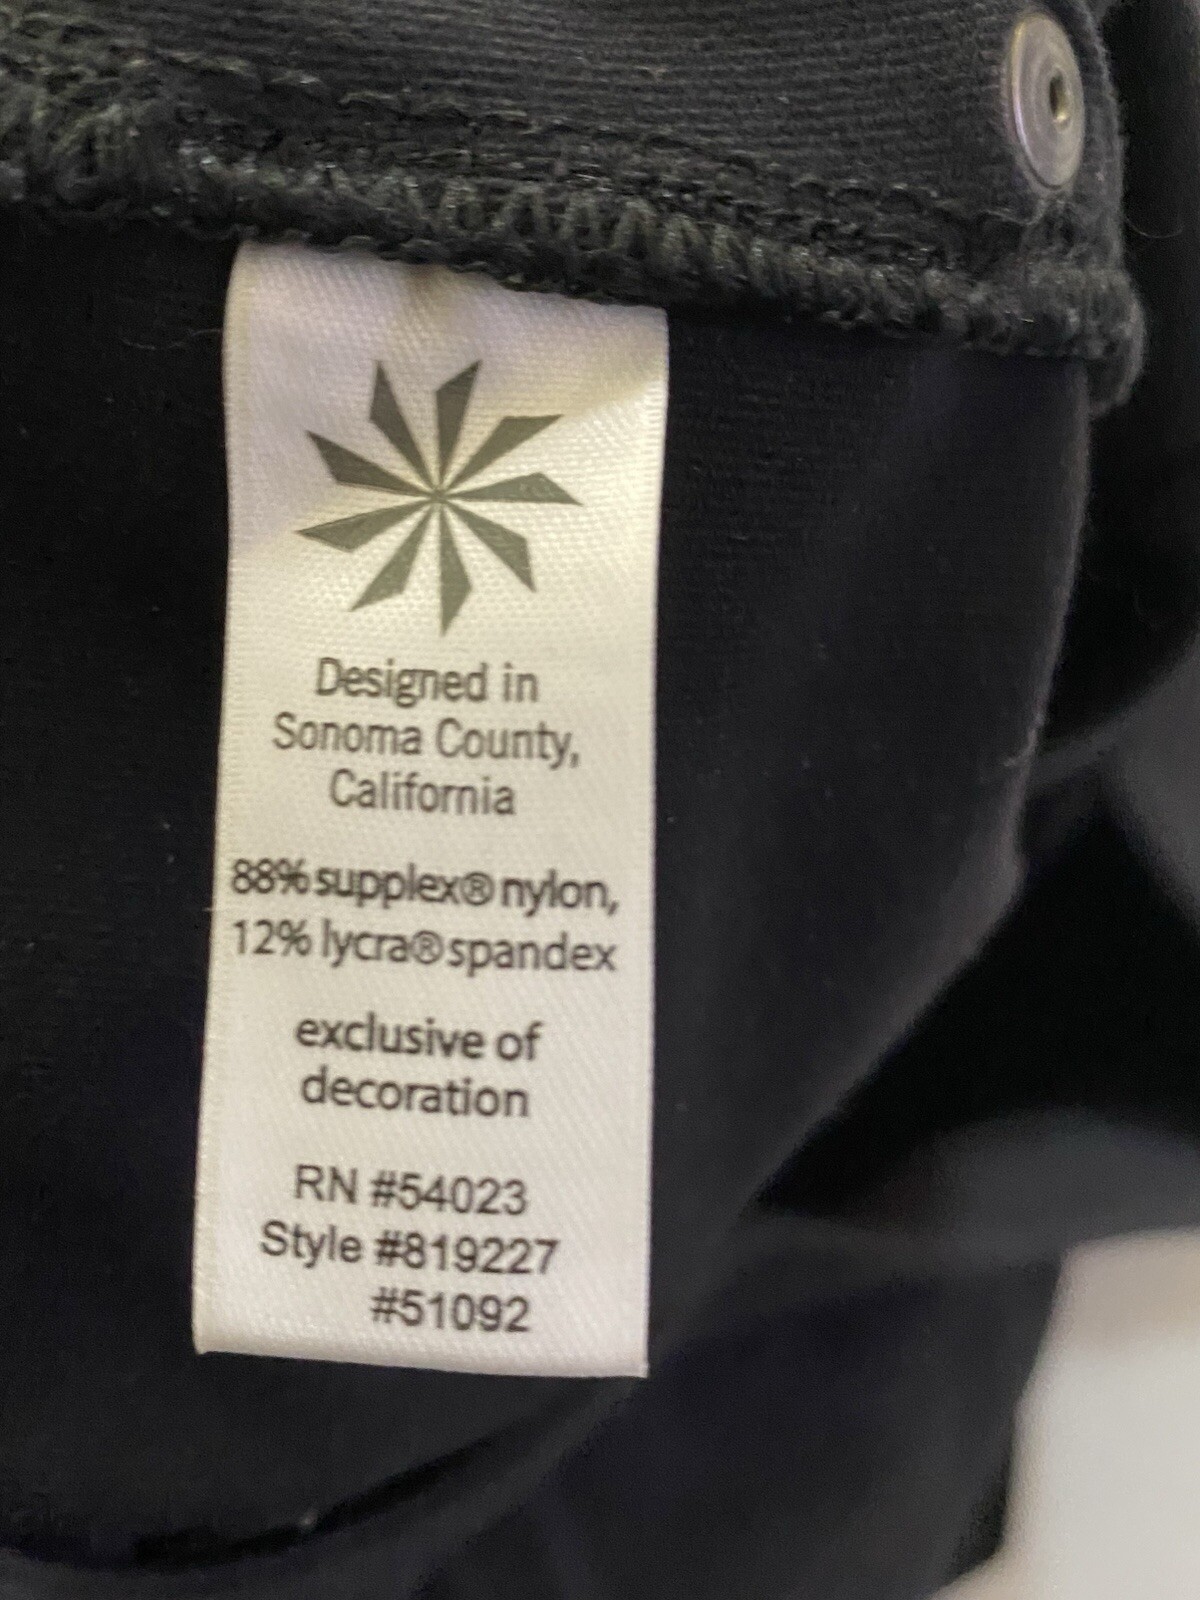 Designed in
Sonoma County,
California
88% supplex® nylon,
12% lycra® spandex
exclusive of
decoration
RN #54023
Style #819227
#51092